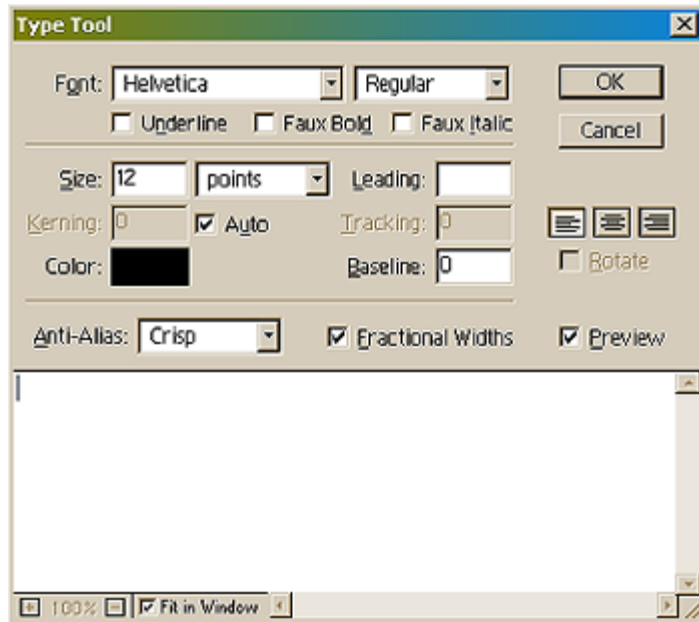 Type Tool
Font: Helvetica Regular OK
Underline Faux Bold Faux Italic Cancel
Size: 12 points Leading:
Kerning: 0 Auto Tracking: 0
Color: Baseline: 0 Rotate
Anti-Alias: Crisp Fractional Widths Preview
100% Fit in Window